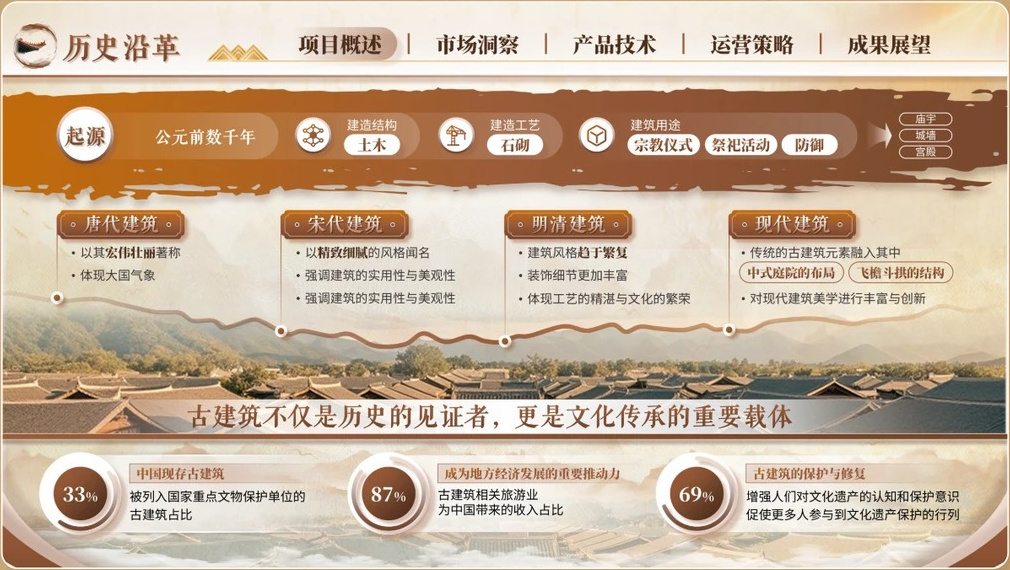 历史沿革
项目概述
市场洞察
产品技术
运营策略
成果展望
起源
公元前数千年
建造结构
土木
建造工艺
石砌
建筑用途
宗教仪式 祭祀活动 防御
庙宇
城墙
宫殿
唐代建筑
• 以其宏伟壮丽著称
• 体现大国气象
宋代建筑
• 以精致细腻的风格闻名
• 强调建筑的实用性与美观性
• 强调建筑的实用性与美观性
明清建筑
• 建筑风格趋于繁复
• 装饰细节更加丰富
• 体现工艺的精湛与文化的繁荣
现代建筑
• 传统的古建筑元素融入其中
中式庭院的布局 飞檐斗拱的结构
• 对现代建筑美学进行丰富与创新
古建筑不仅是历史的见证者，更是文化传承的重要载体
33%
中国现存古建筑
被列入国家重点文物保护单位的
古建筑占比
87%
成为地方经济发展的重要推动力
古建筑相关旅游业
为中国带来的收入占比
69%
古建筑的保护与修复
增强人们对文化遗产的认知和保护意识
促使更多人参与到文化遗产保护的行列